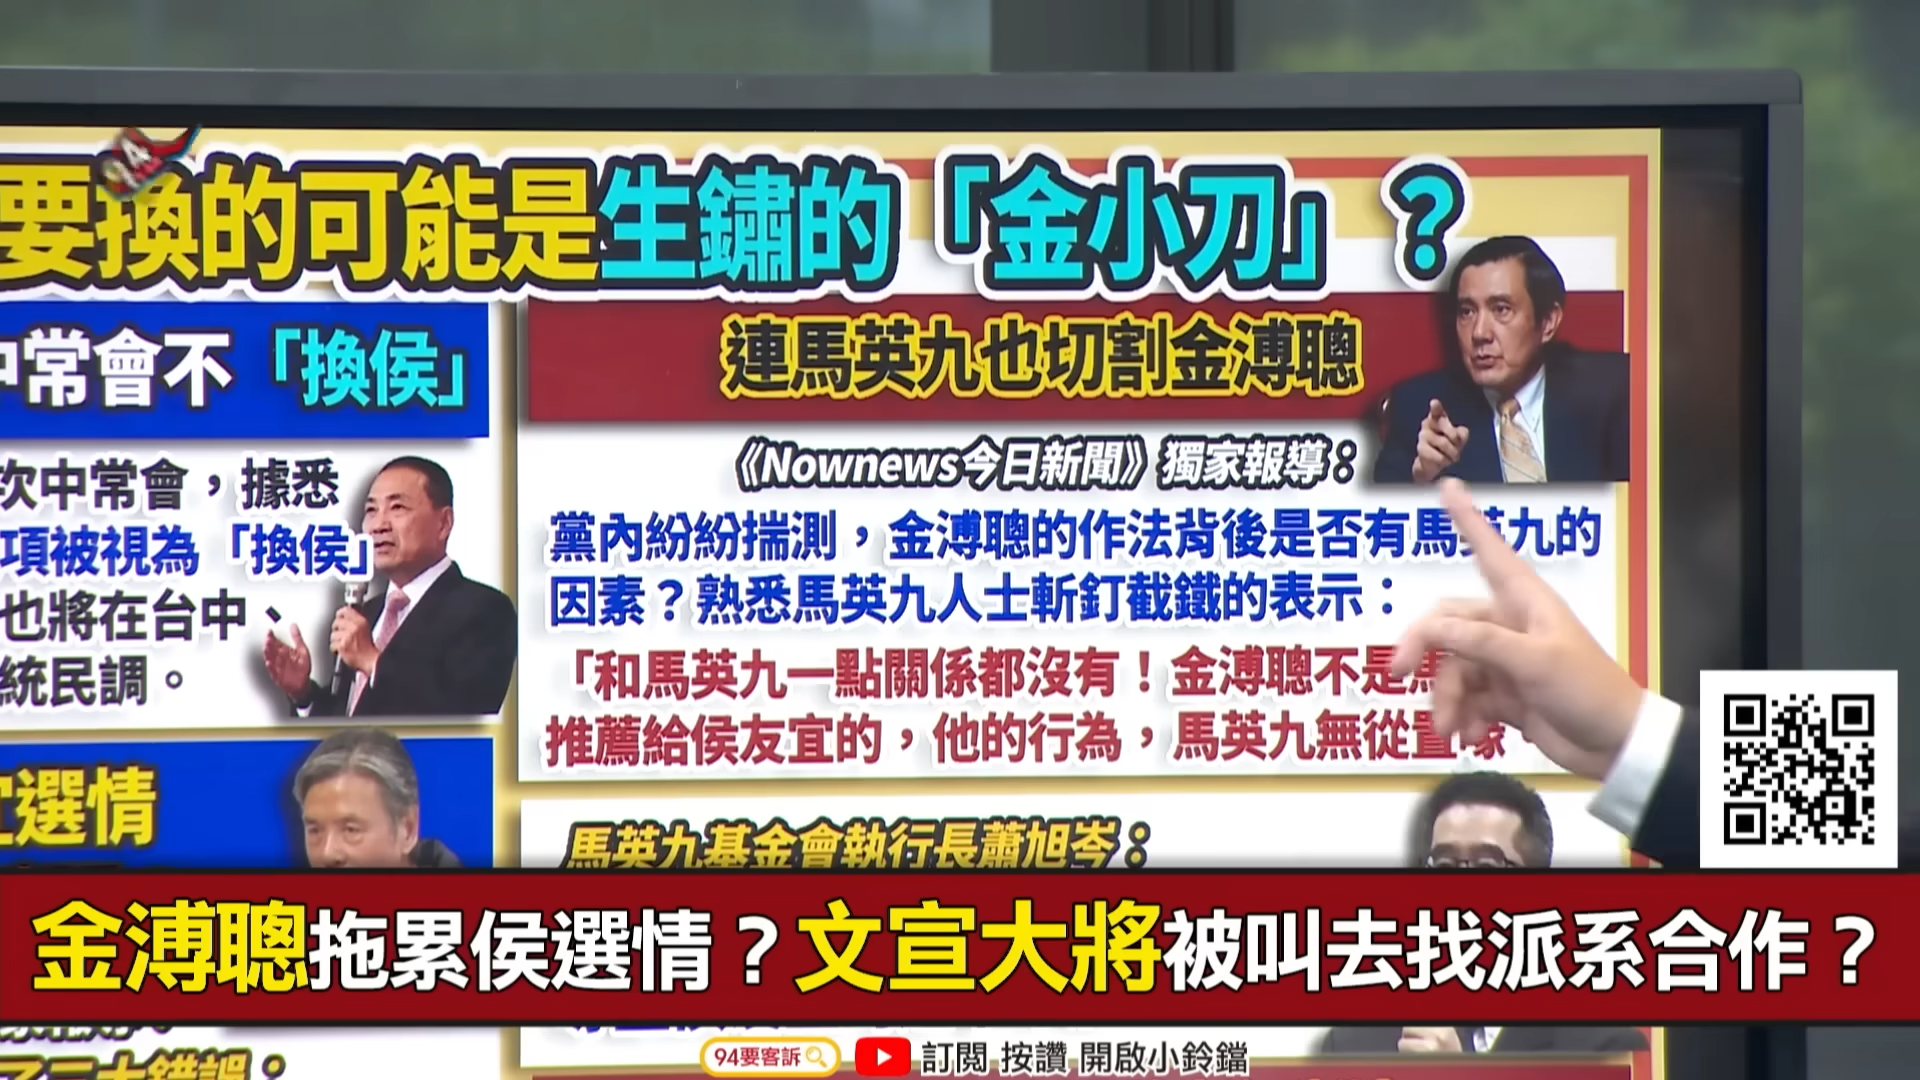 94
要換的可能是生鏽的「金小刀」？
中常會不「換侯」
次中常會，據悉
項被視為「換侯」
也將在台中、
統民調。
選情
連馬英九也切割金溥聰
《Nownews今日新聞》獨家報導：
黨內紛紛揣測，金溥聰的作法背後是否有馬英九的
因素？熟悉馬英九人士斬釘截鐵的表示：
「和馬英九一點關係都沒有！金溥聰不是馬
推薦給侯友宜的，他的行為，馬英九無從置喙
馬英九基金會執行長蕭旭岑：
金溥聰拖累侯選情？文宣大將被叫去找派系合作？
三大錯誤：
94要客訴
訂閱 按讚 開啟小鈴鐺